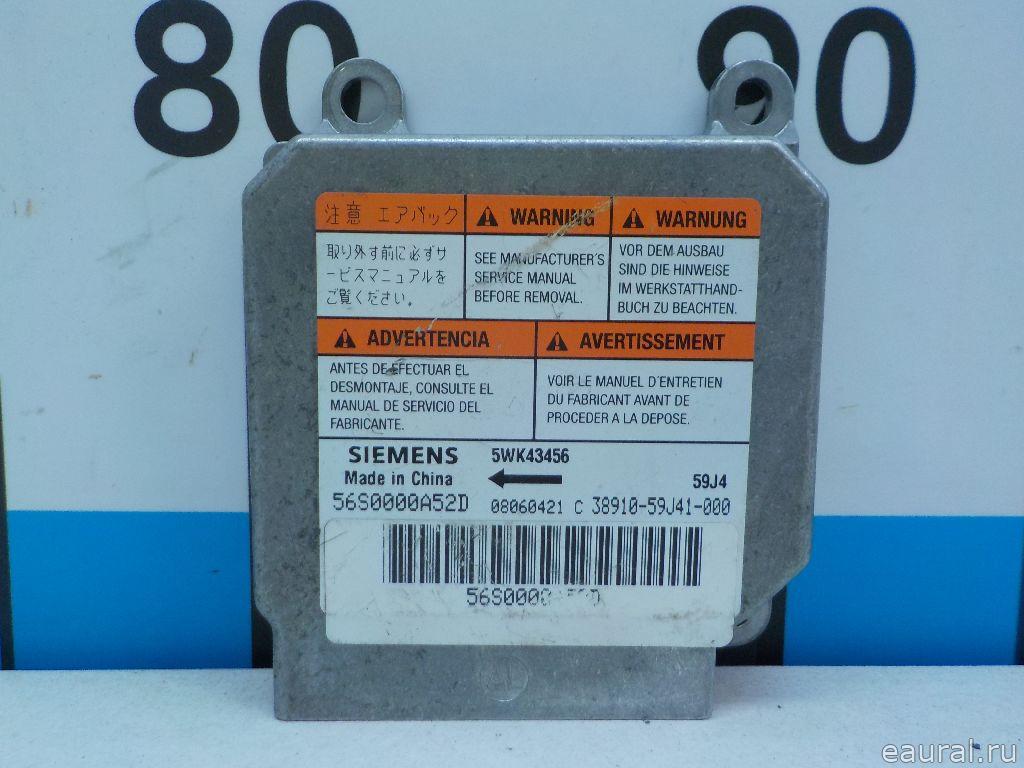 80
90
注意 エアバック
取り外す前に必ずサ
ービスマニュアルを
ご覧ください。
WARNING
SEE MANUFACTURER'S
SERVICE MANUAL
BEFORE REMOVAL.
WARNUNG
VOR DEM AUSBAU
SIND DIE HINWEISE
IM WERKSTATTHAND-
BUCH ZU BEACHTEN.
ADVERTENCIA
ANTES DE EFECTUAR EL
DESMONTAJE, CONSULTE EL
MANUAL DE SERVICIO DEL
FABRICANTE.
AVERTISSEMENT
VOIR LE MANUEL D'ENTRETIEN
DU FABRICANT AVANT DE
PROCEDER A LA DEPOSE.
SIEMENS 5WK43456
Made in China 59J4
56S0000A52D 08060421 C 38910-59J41-000
eaural.ru